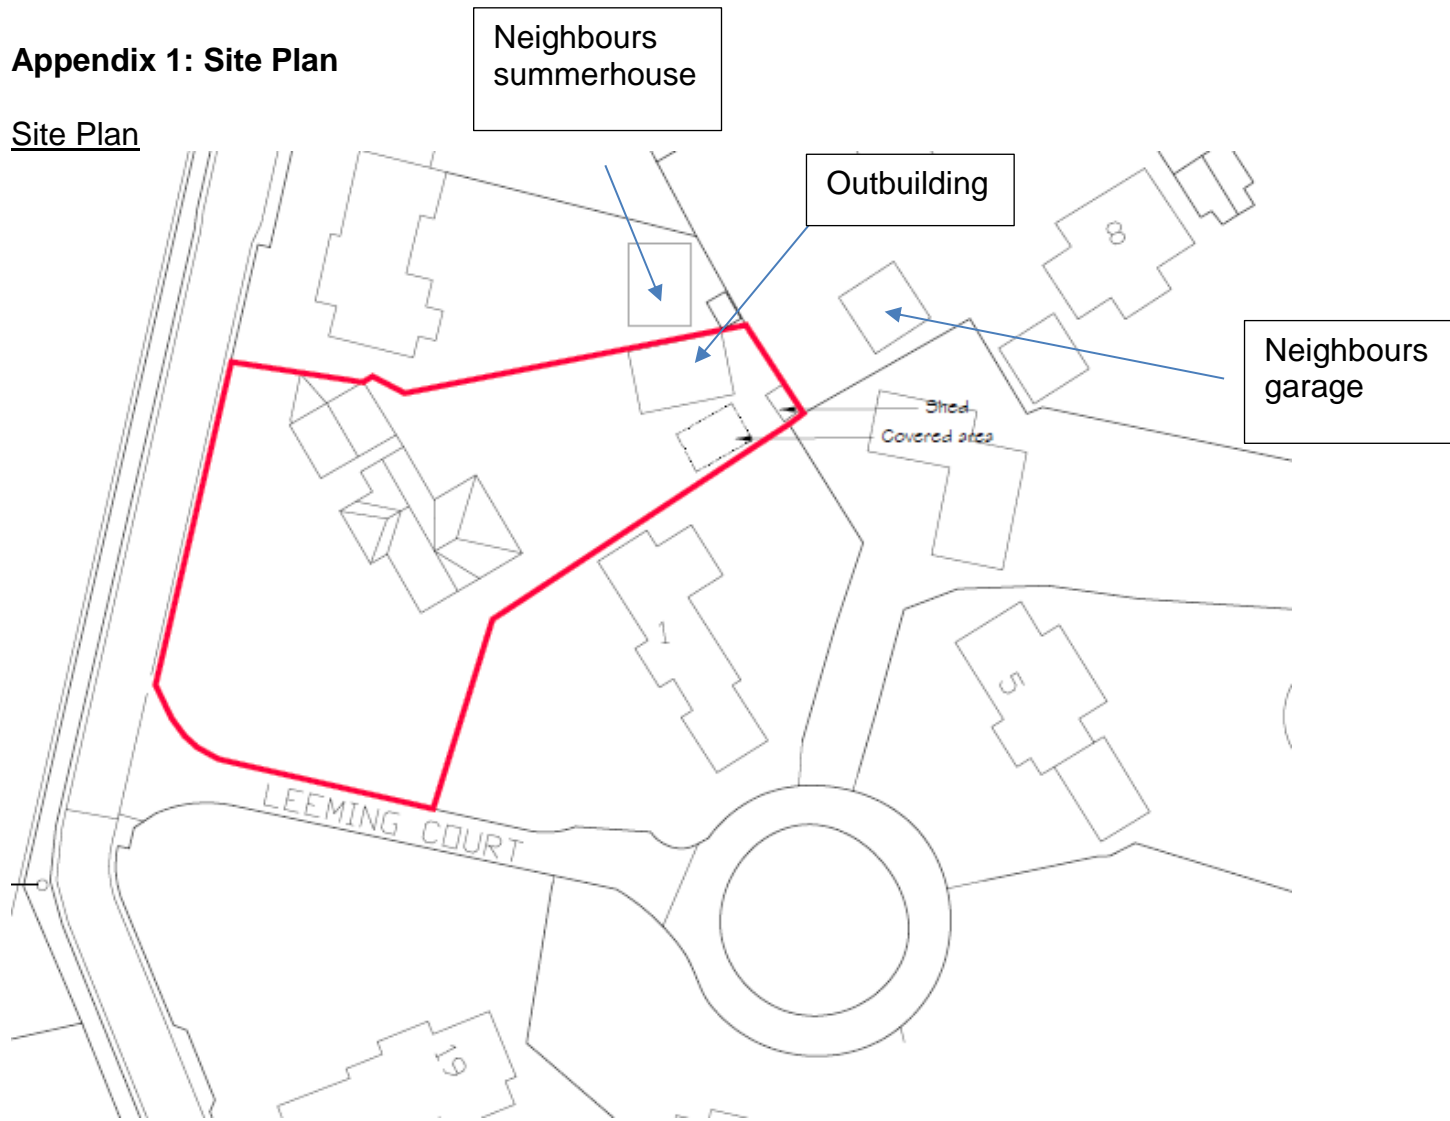 Appendix 1: Site Plan
Site Plan
Neighbours
summerhouse
Outbuilding
8
Neighbours
garage
Shed
Covered area
1
5
LEEMING COURT
19